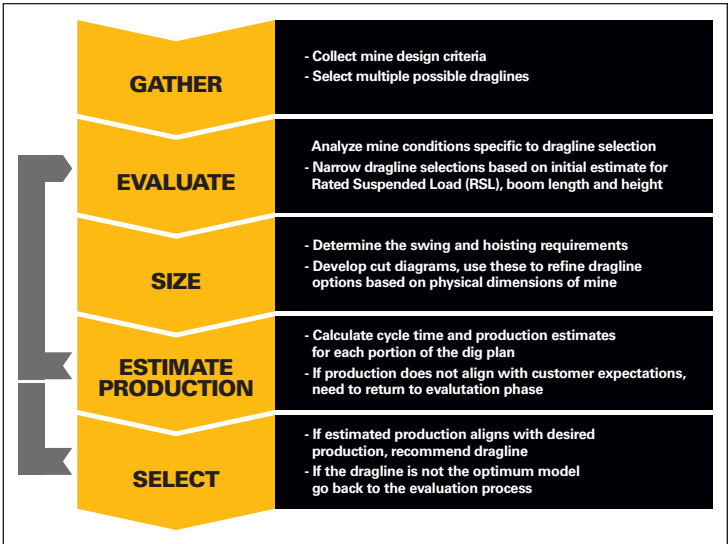 GATHER
- Collect mine design criteria
- Select multiple possible draglines
EVALUATE
Analyze mine conditions specific to dragline selection
- Narrow dragline selections based on initial estimate for
Rated Suspended Load (RSL), boom length and height
SIZE
- Determine the swing and hoisting requirements
- Develop cut diagrams, use these to refine dragline
options based on physical dimensions of mine
ESTIMATE
PRODUCTION
- Calculate cycle time and production estimates
for each portion of the dig plan
- If production does not align with customer expectations,
need to return to evalutation phase
SELECT
- If estimated production aligns with desired
production, recommend dragline
- If the dragline is not the optimum model
go back to the evaluation process